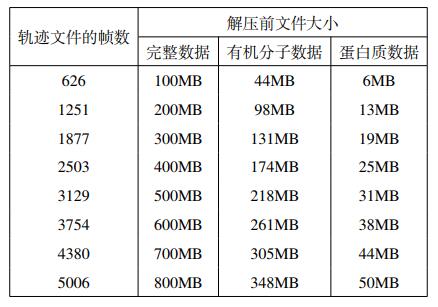 轨迹文件的帧数 解压前文件大小
完整数据 有机分子数据 蛋白质数据
626 100MB 44MB 6MB
1251 200MB 98MB 13MB
1877 300MB 131MB 19MB
2503 400MB 174MB 25MB
3129 500MB 218MB 31MB
3754 600MB 261MB 38MB
4380 700MB 305MB 44MB
5006 800MB 348MB 50MB